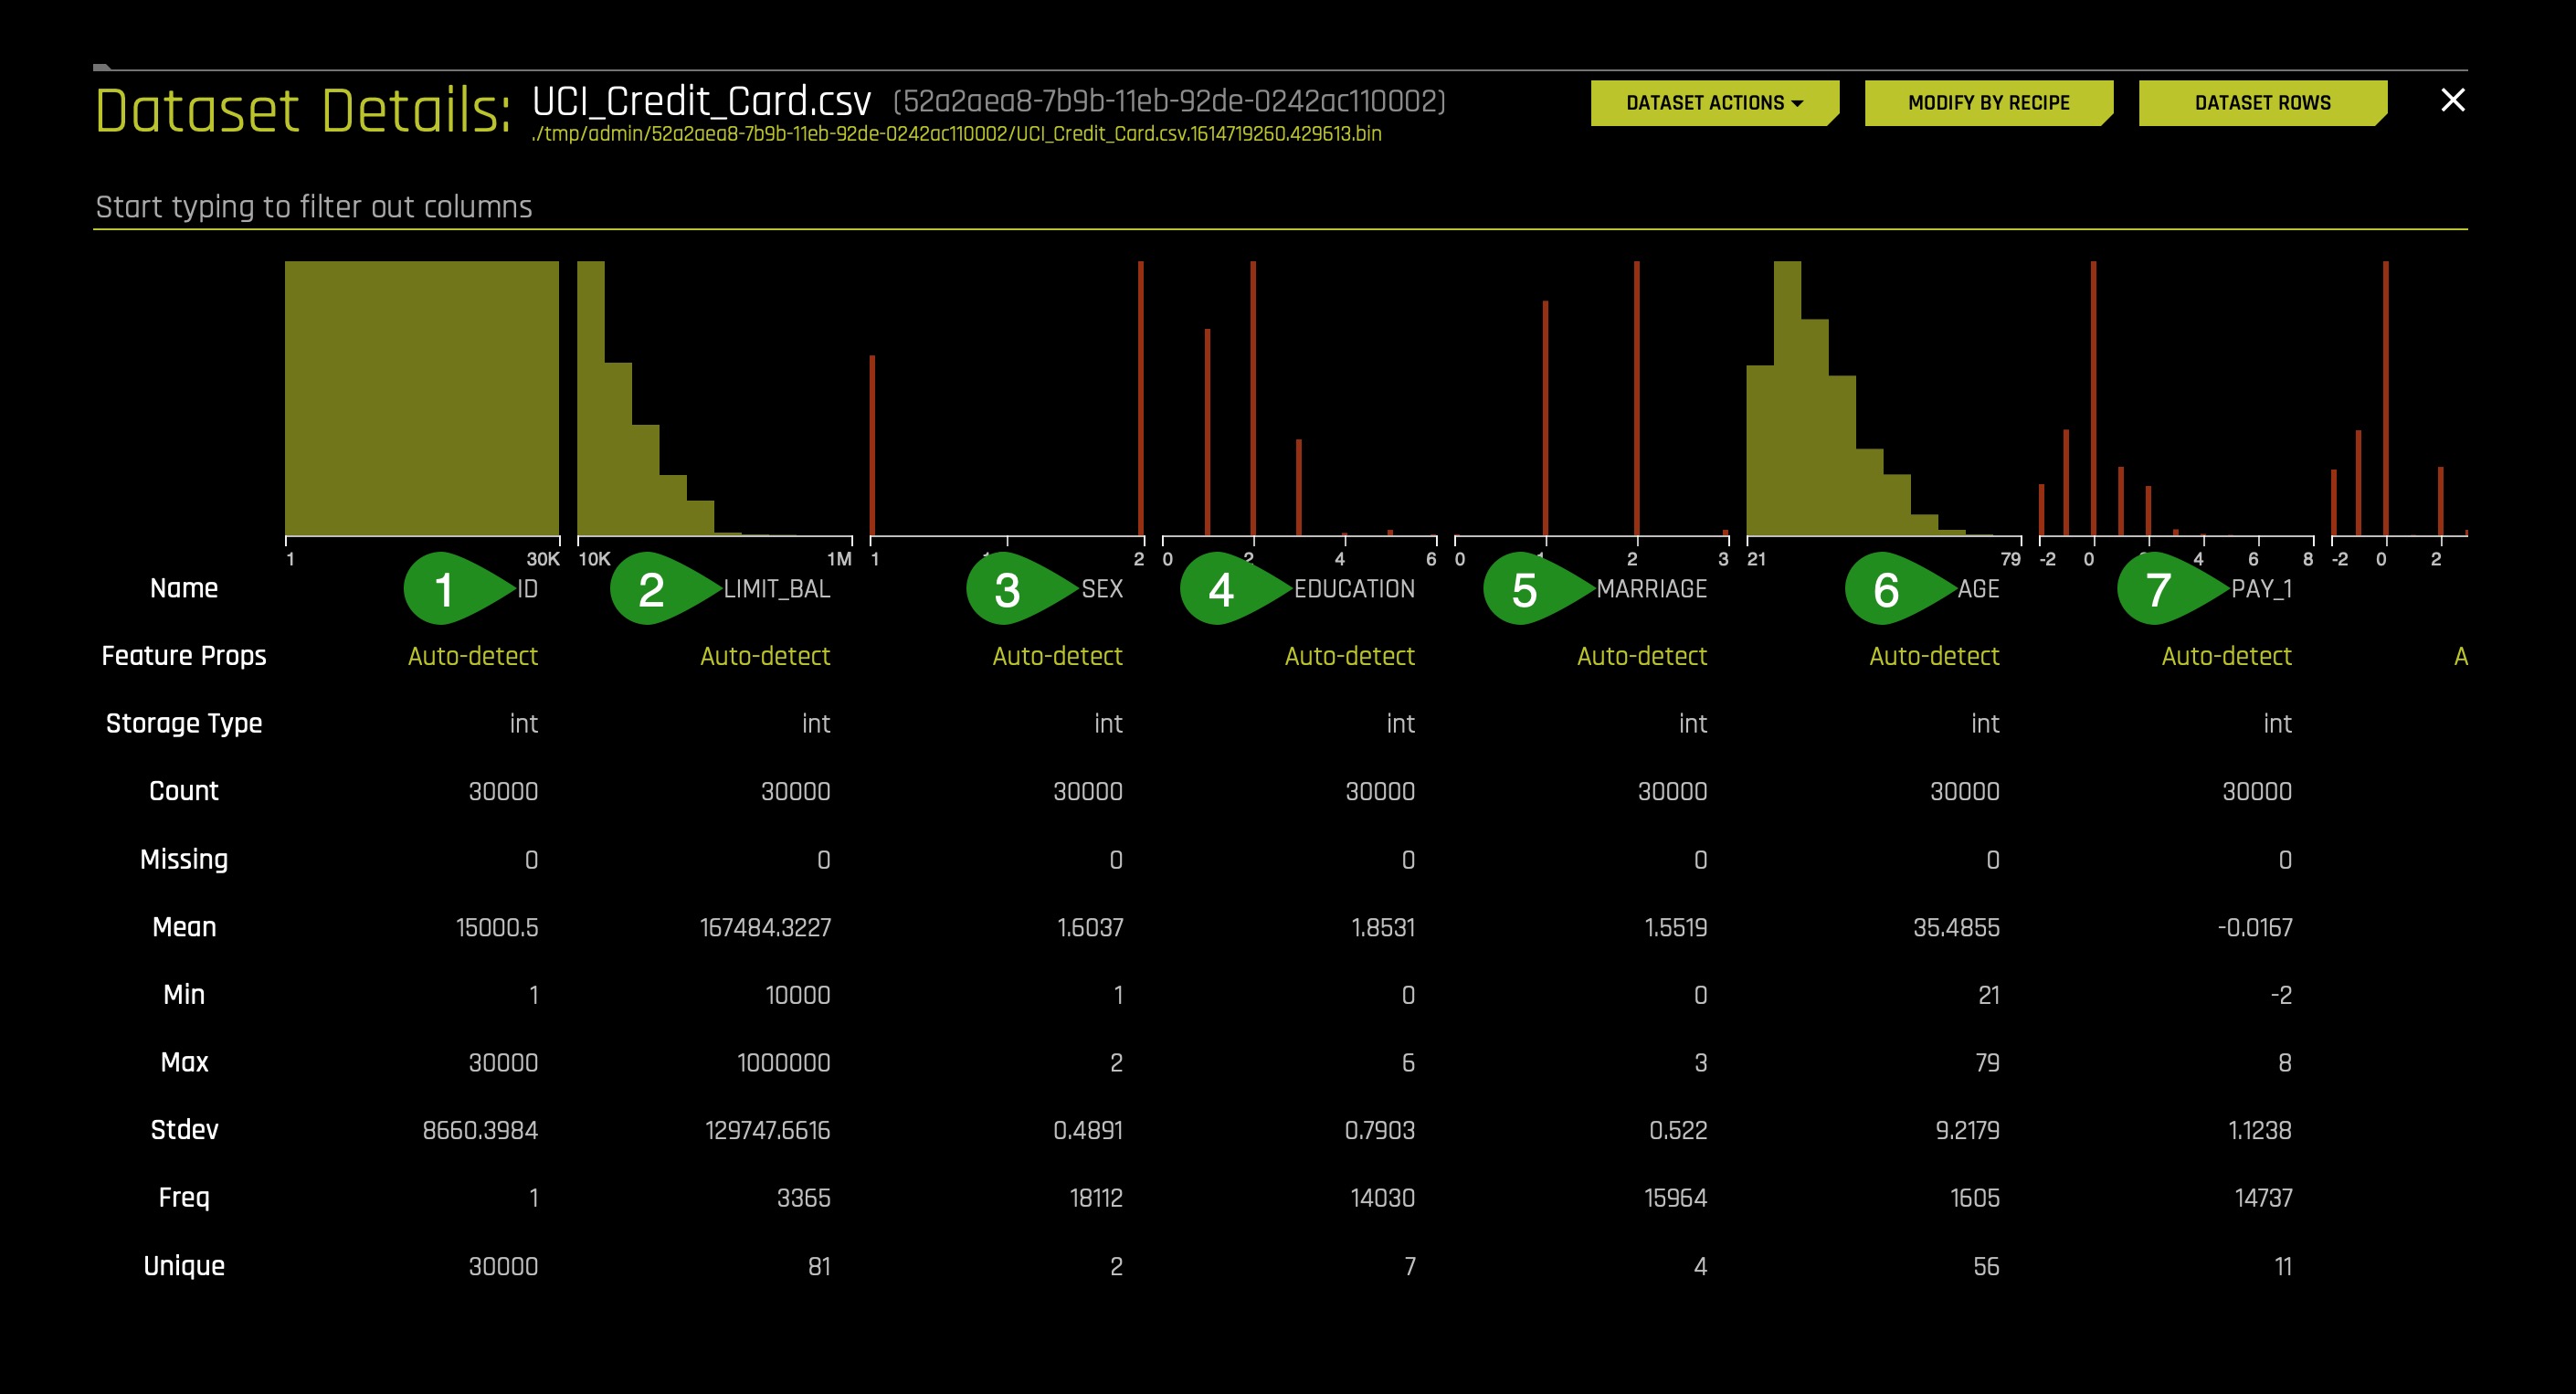 Dataset Details: UCI_Credit_Card.csv (52a2aea8-7b9b-11eb-92de-0242ac110002) DATASET ACTIONS MODIFY BY RECIPE DATASET ROWS
./tmp/admin/52a2aea8-7b9b-11eb-92de-0242ac110002/UCI_Credit_Card.csv.1614719260.429613.bin
Start typing to filter out columns
1 30K 10K 1M 1 2 0 2 4 6 0 1 2 3 21 79 -2 0 4 6 8 -2 0 2
Name 1 ID 2 LIMIT_BAL 3 SEX 4 EDUCATION 5 MARRIAGE 6 AGE 7 PAY_1
Feature Props Auto-detect Auto-detect Auto-detect Auto-detect Auto-detect Auto-detect Auto-detect A
Storage Type int int int int int int int
Count 30000 30000 30000 30000 30000 30000 30000
Missing 0 0 0 0 0 0 0
Mean 15000.5 167484.3227 1.6037 1.8531 1.5519 35.4855 -0.0167
Min 1 10000 1 0 0 21 -2
Max 30000 1000000 2 6 3 79 8
Stdev 8660.3984 129747.6616 0.4891 0.7903 0.522 9.2179 1.1238
Freq 1 3365 18112 14030 15964 1605 14737
Unique 30000 81 2 7 4 56 11